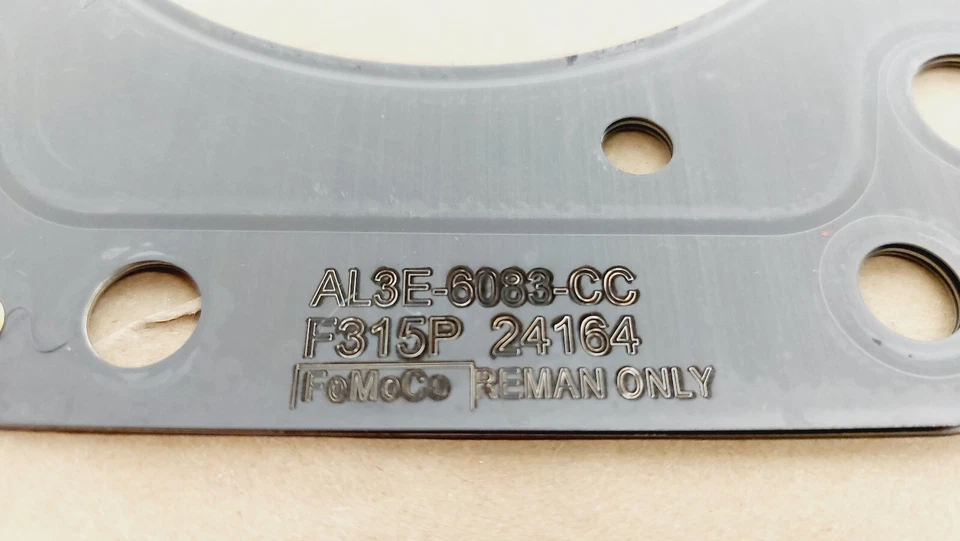 AL3E-6083-CC
F315P 24164
FoMoCo REMAN ONLY